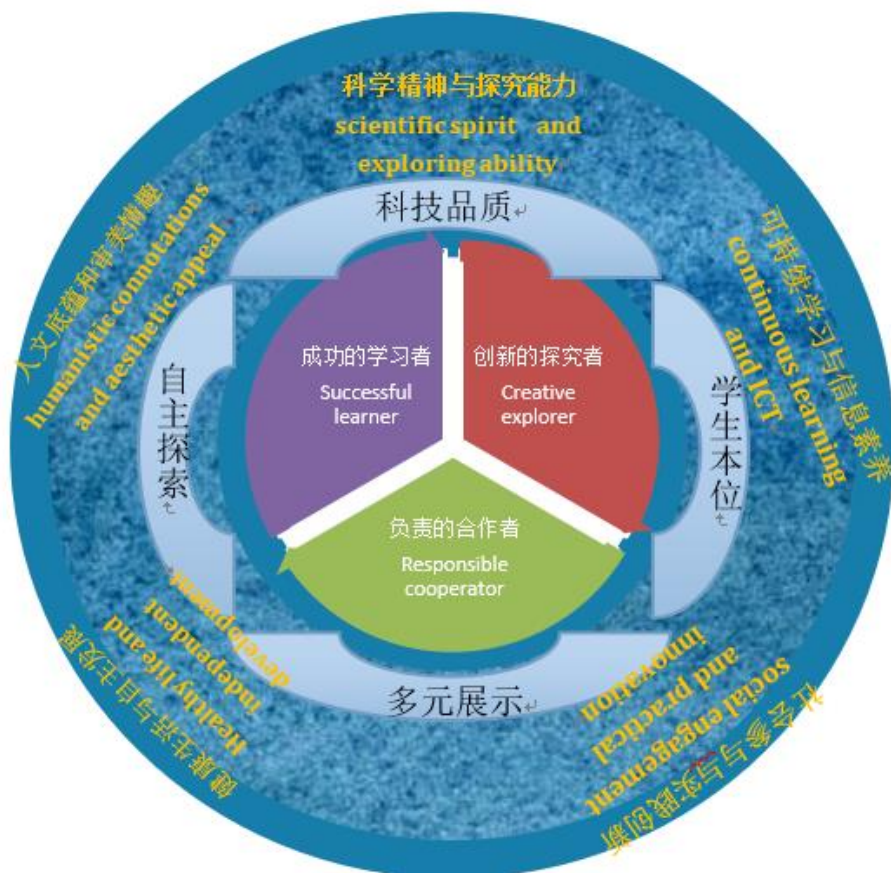 科学精神与探究能力
scientific spirit and
exploring ability
人文底蕴和审美情趣
humanistic connotations
and aesthetic appeal
可持续学习与信息素养
continuous learning
and ICT
科技品质
自主探索
学生本位
多元展示
成功的学习者
Successful
learner
创新的探究者
Creative
explorer
负责的合作者
Responsible
cooperator
健康生活与自主发展
Healthy life and
independent
development
社会参与与实践创新
social engagement
and practical
innovation